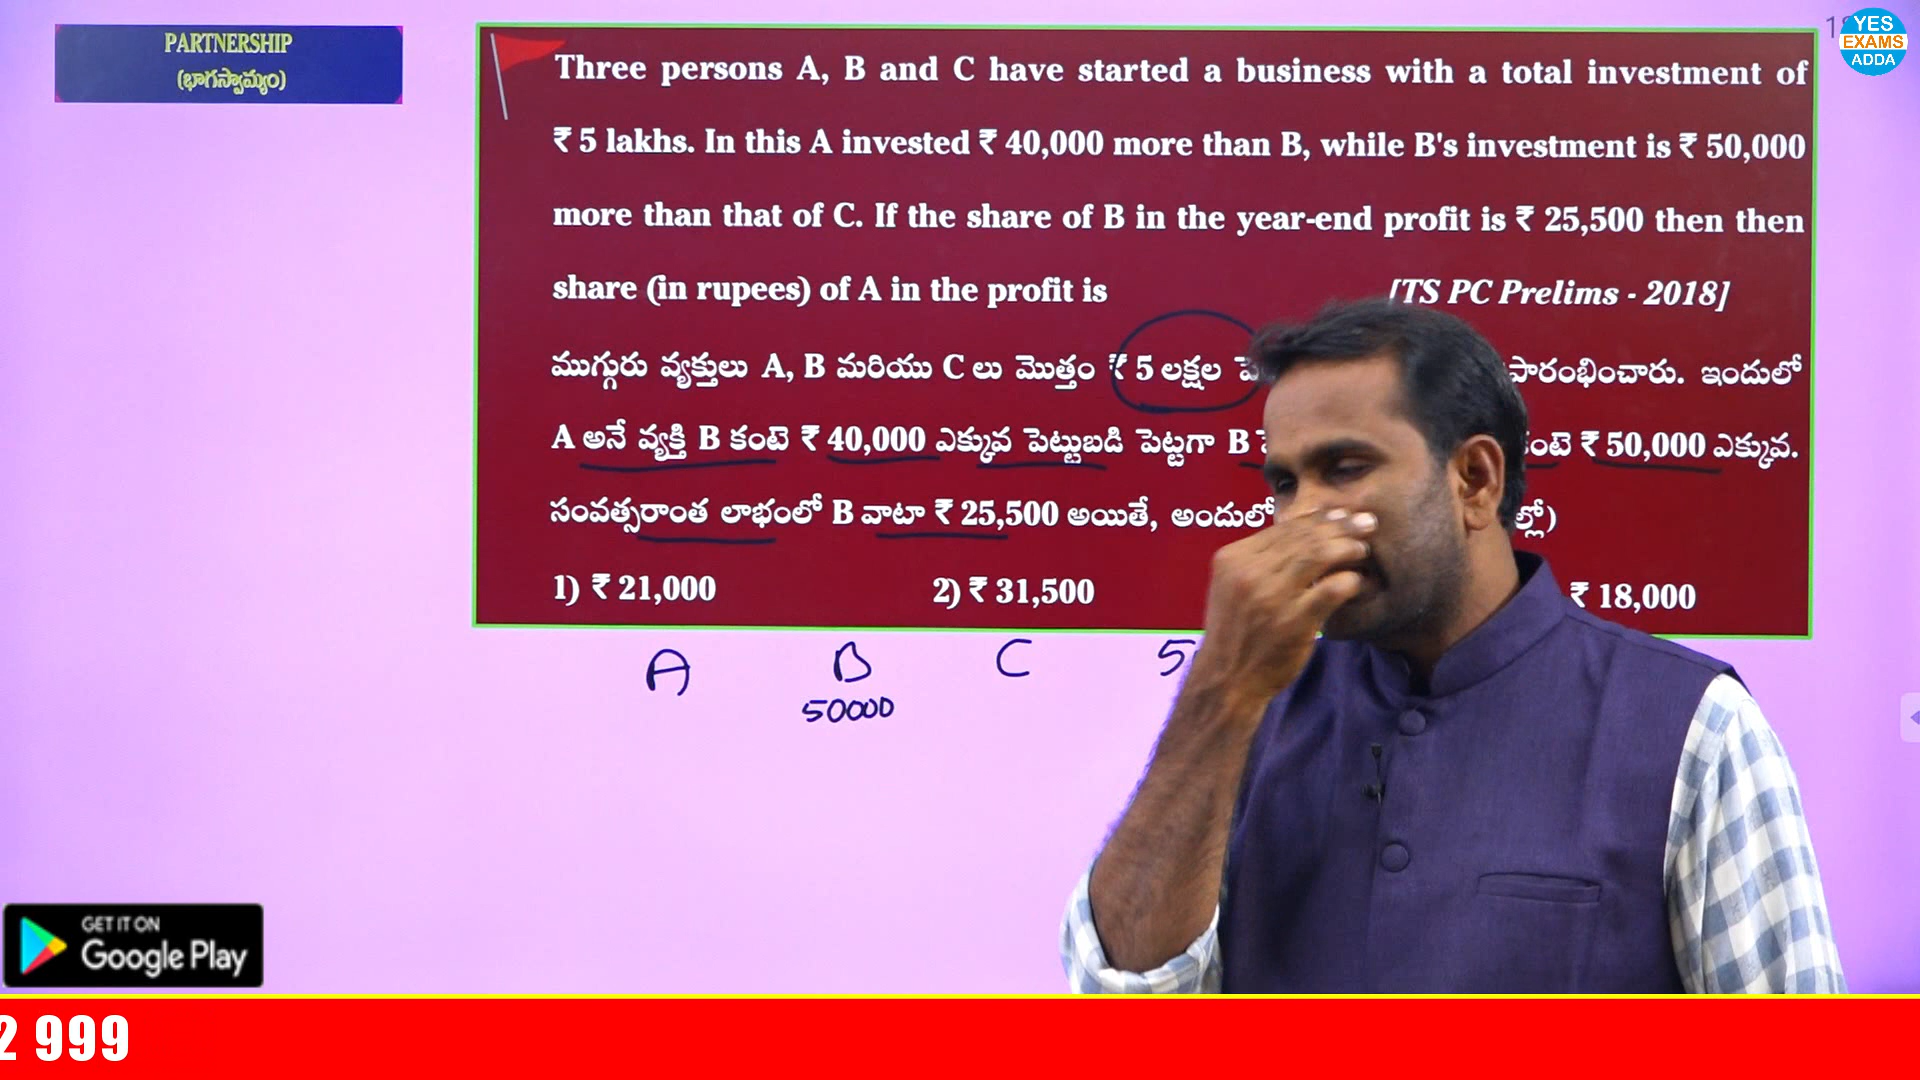 PARTNERSHIP
(భాగస్వామ్యం)
YES
EXAMS
ADDA
Three persons A, B and C have started a business with a total investment of
₹ 5 lakhs. In this A invested ₹ 40,000 more than B, while B's investment is ₹ 50,000
more than that of C. If the share of B in the year-end profit is ₹ 25,500 then then
share (in rupees) of A in the profit is [TS PC Prelims - 2018]
ముగ్గురు వ్యక్తులు A, B మరియు C లు మొత్తం ₹ 5 లక్షల ఇందులో
A అనే వ్యక్తి B కంటె ₹ 40,000 ఎక్కువ పెట్టుబడి పెట్టగా B ₹ 50,000 ఎక్కువ.
సంవత్సరాంత లాభంలో B వాటా ₹ 25,500 అయితే, అందులో
1) ₹ 21,000 2) ₹ 31,500 ₹ 18,000
A B C
50000
GET IT ON
Google Play
2 999